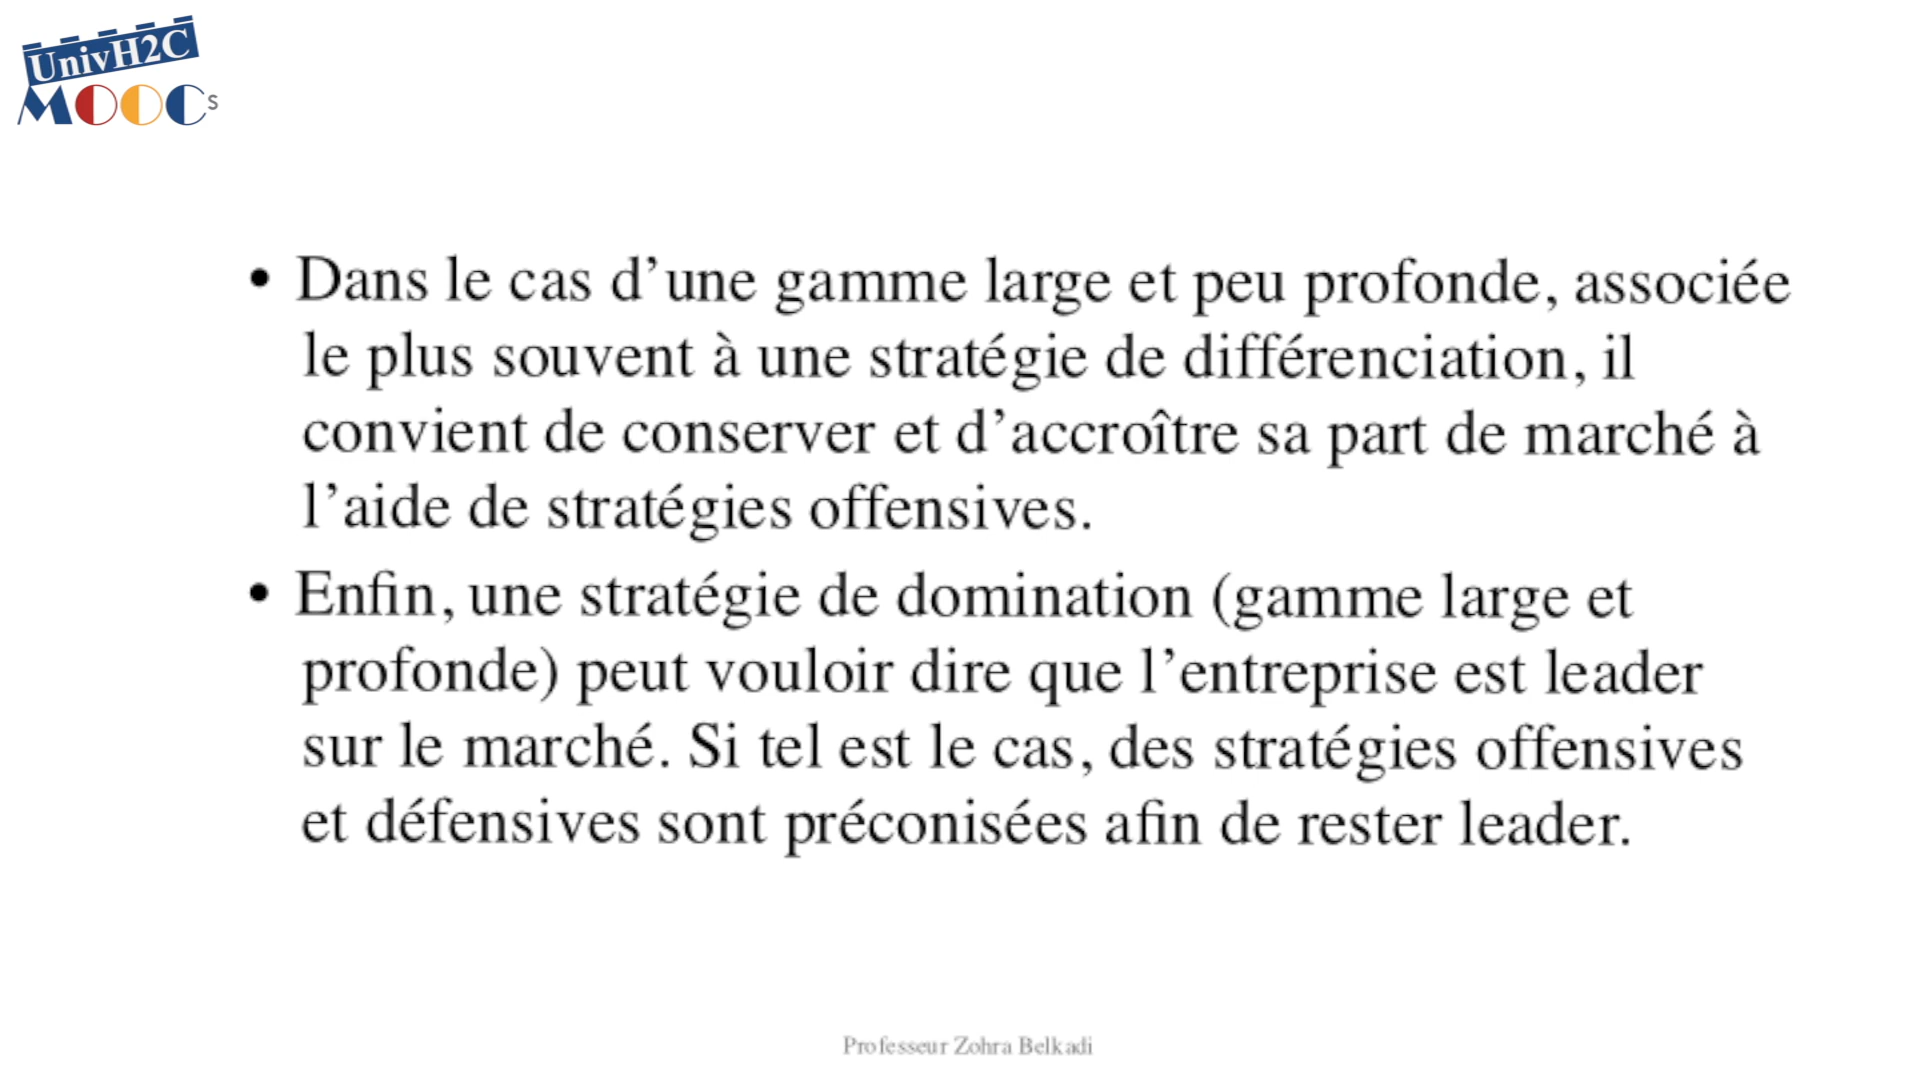 UnivH2C
MOOCs
• Dans le cas d’une gamme large et peu profonde, associée
le plus souvent à une stratégie de différenciation, il
convient de conserver et d’accroître sa part de marché à
l’aide de stratégies offensives.
• Enfin, une stratégie de domination (gamme large et
profonde) peut vouloir dire que l’entreprise est leader
sur le marché. Si tel est le cas, des stratégies offensives
et défensives sont préconisées afin de rester leader.
Professeur Zohra Belkadi